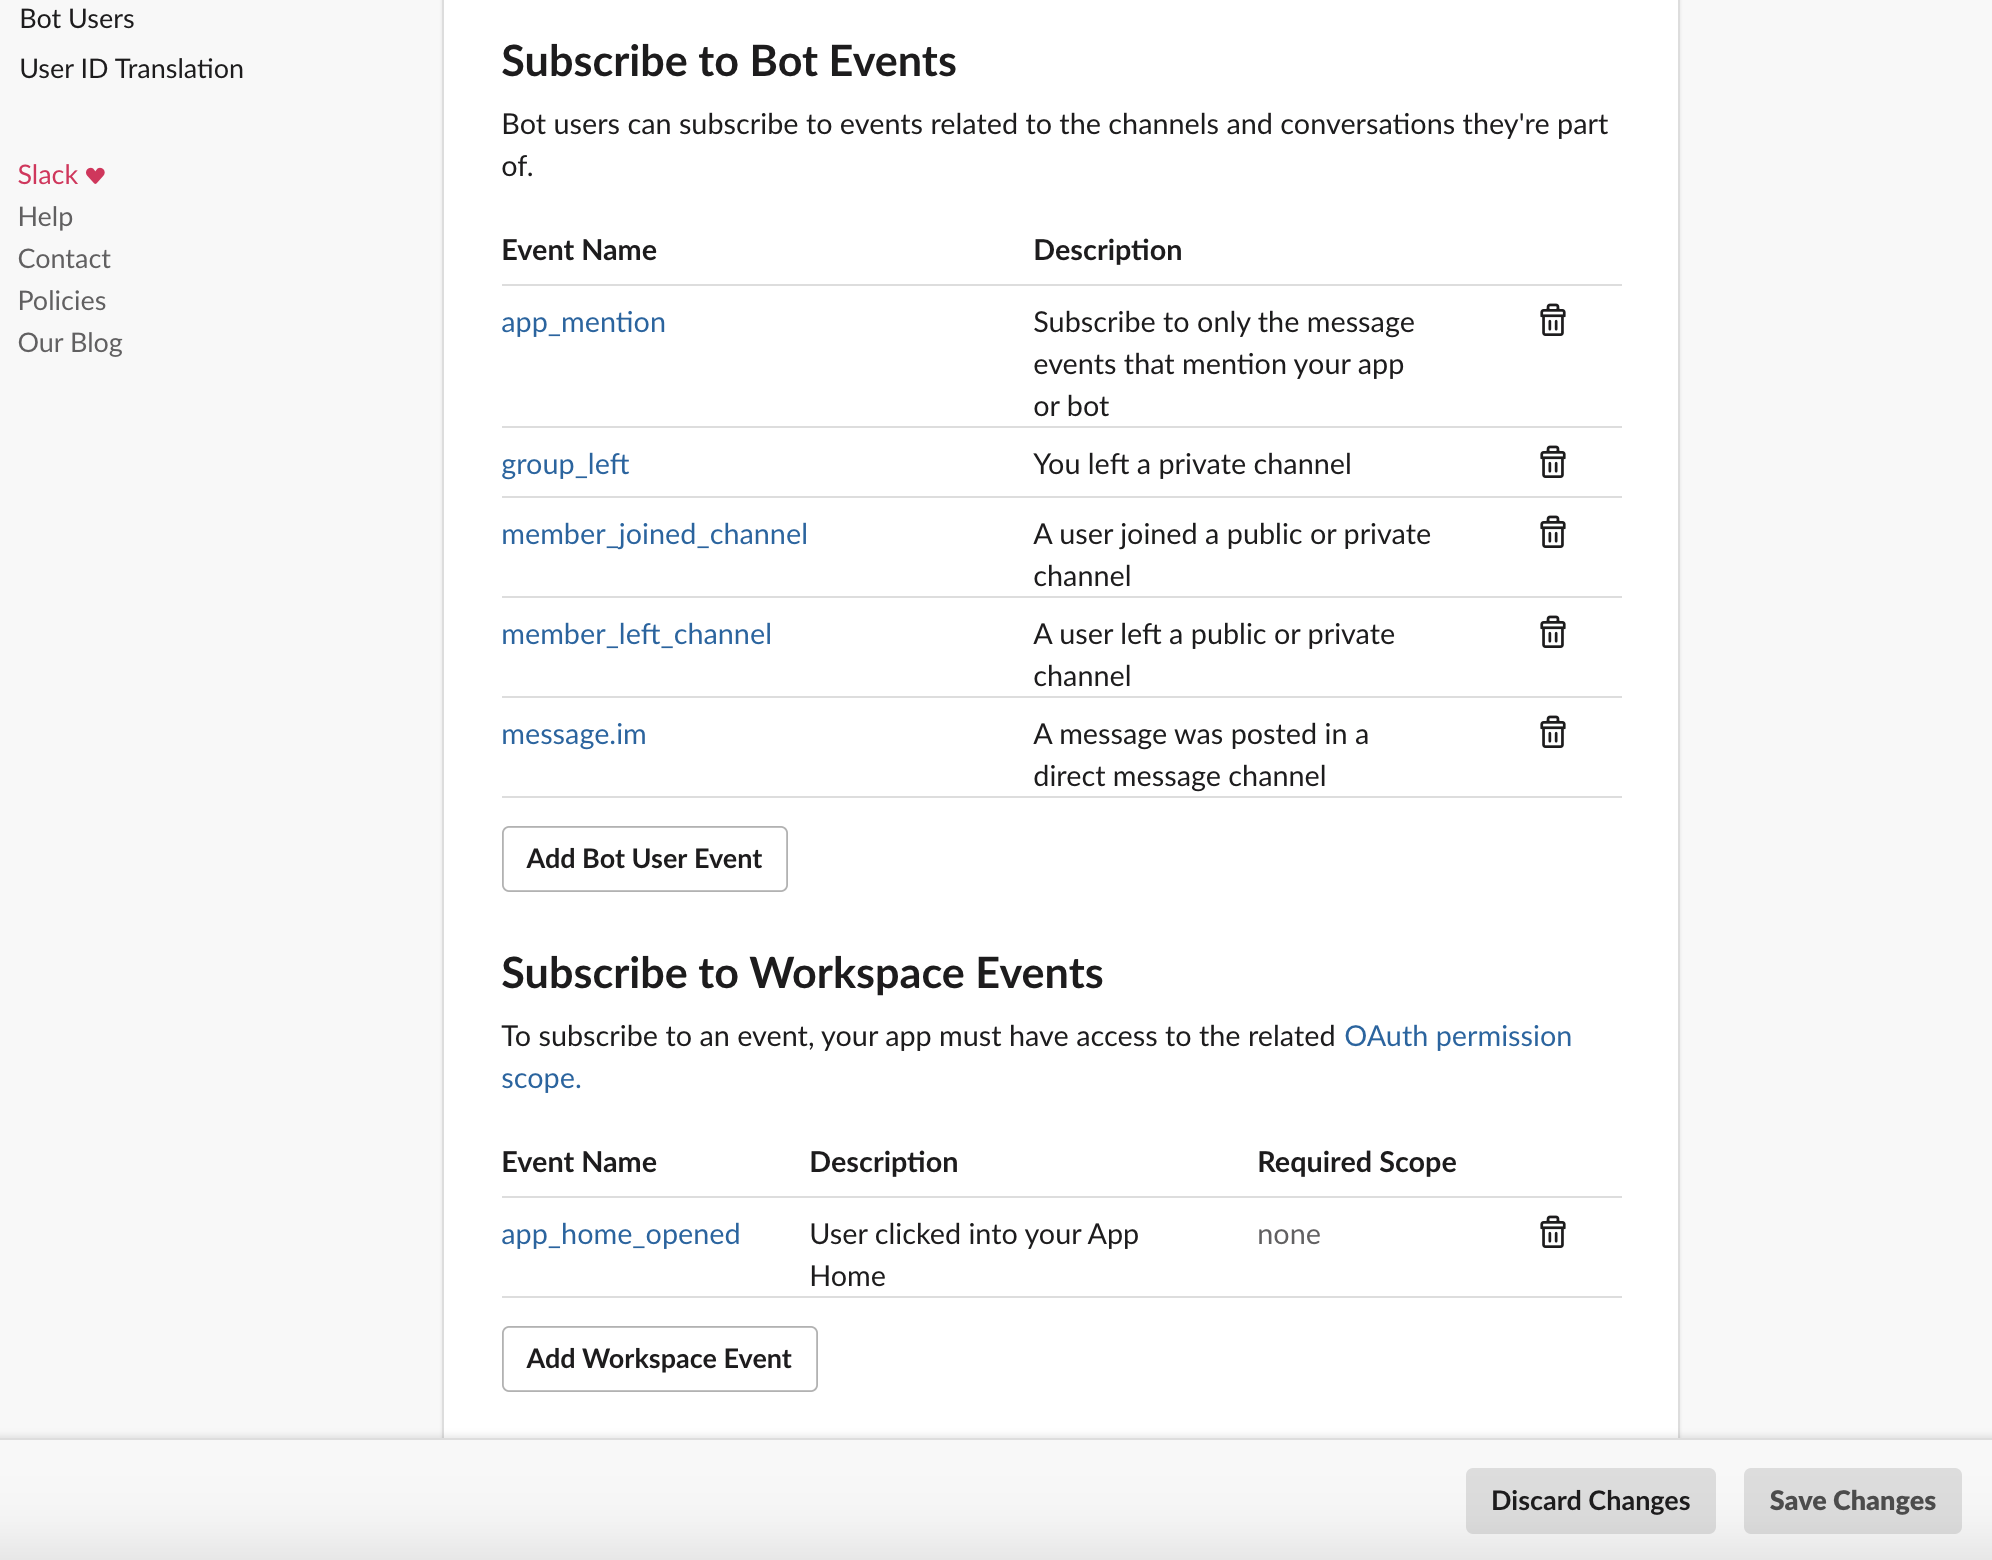 Bot Users
User ID Translation
Slack
Help
Contact
Policies
Our Blog
Subscribe to Bot Events
Bot users can subscribe to events related to the channels and conversations they're part
of.
Event Name Description
app_mention Subscribe to only the message
events that mention your app
or bot
group_left You left a private channel
member_joined_channel A user joined a public or private
channel
member_left_channel A user left a public or private
channel
message.im A message was posted in a
direct message channel
Add Bot User Event
Subscribe to Workspace Events
To subscribe to an event, your app must have access to the related OAuth permission
scope.
Event Name Description Required Scope
app_home_opened User clicked into your App none
Home
Add Workspace Event
Discard Changes Save Changes